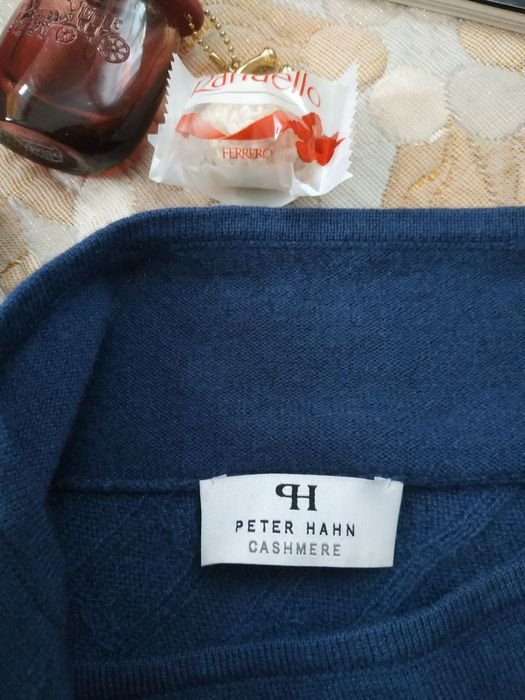 Raffaello
FERRERO
PH
PETER HAHN
CASHMERE